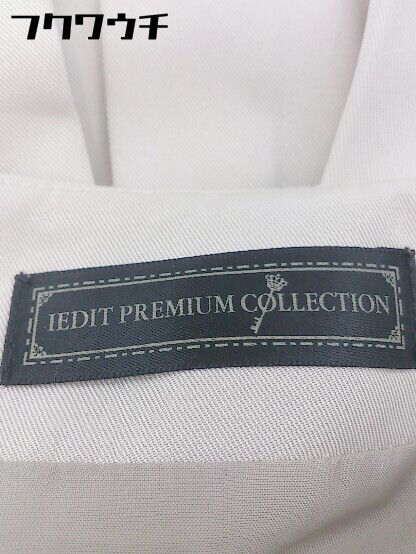 フクワウチ
IEDIT PREMIUM COLLECTION